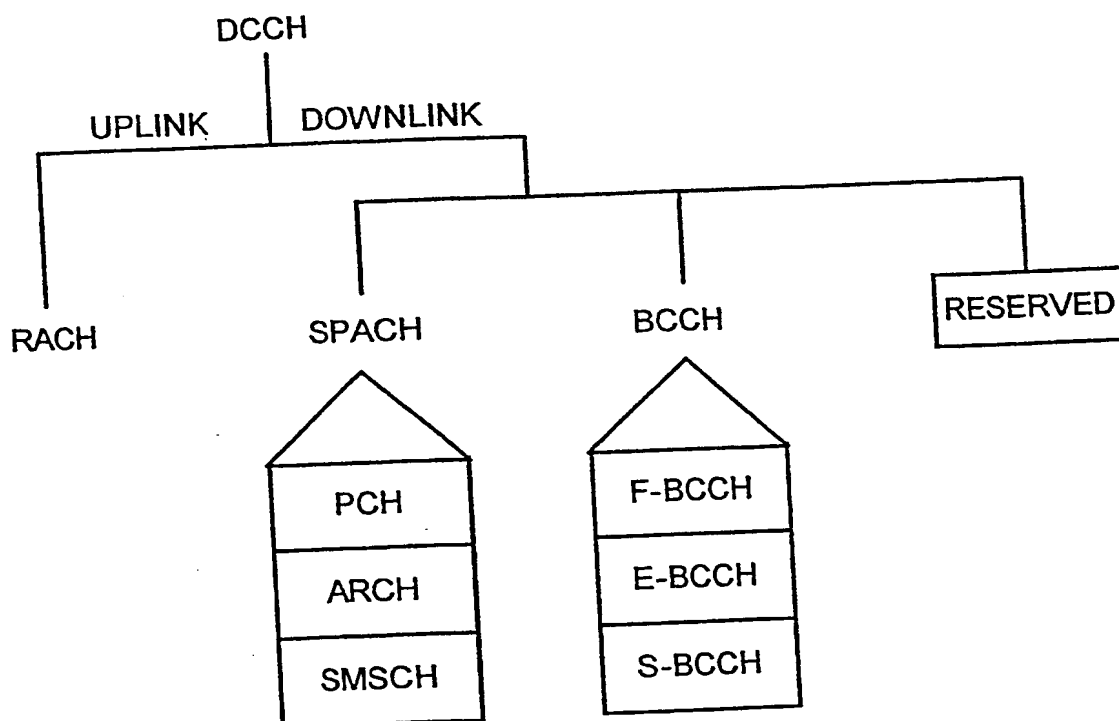 DCCH
UPLINK
DOWNLINK
RACH
SPACH
BCCH
RESERVED
PCH
ARCH
SMSCH
F-BCCH
E-BCCH
S-BCCH